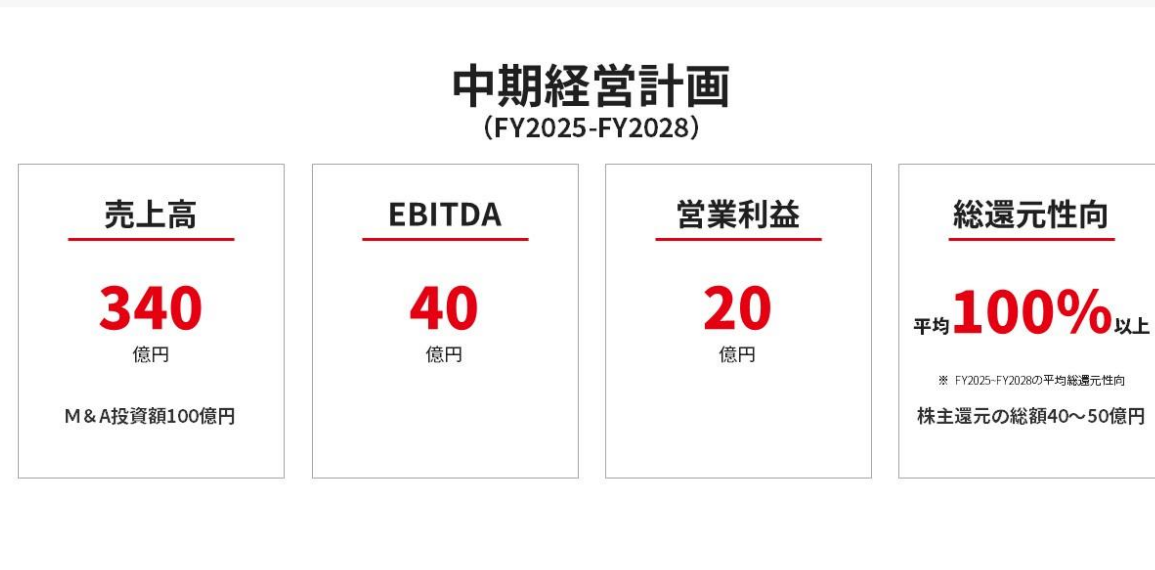 中期経営計画
（FY2025-FY2028）
売上高
340
億円
M＆A投資額100億円
EBITDA
40
億円
営業利益
20
億円
総還元性向
平均100%以上
※ FY2025-FY2028の平均総還元性向
株主還元の総額40～50億円